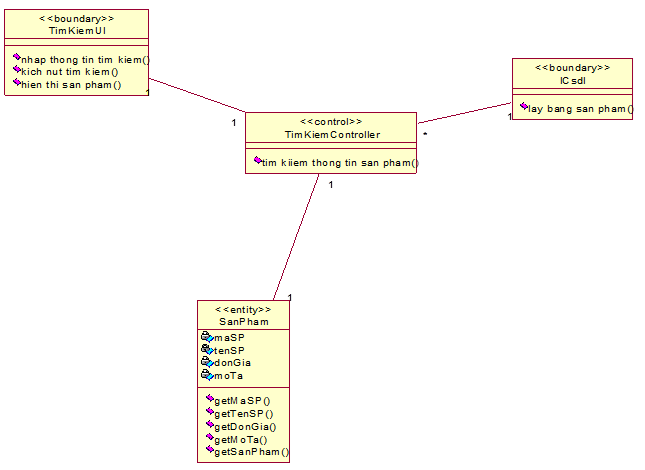 <<boundary>>
TimKiemUI
nhap thong tin tim kiem()
kich nut tim kiem()
hien thi san pham()
1
1
<<control>>
TimKiemController
tim kiiem thong tin san pham()
*
1
<<boundary>>
ICsdl
lay bang san pham()
1
1
<<entity>>
SanPham
maSP
tenSP
donGia
moTa
getMaSP()
getTenSP()
getDonGia()
getMoTa()
getSanPham()